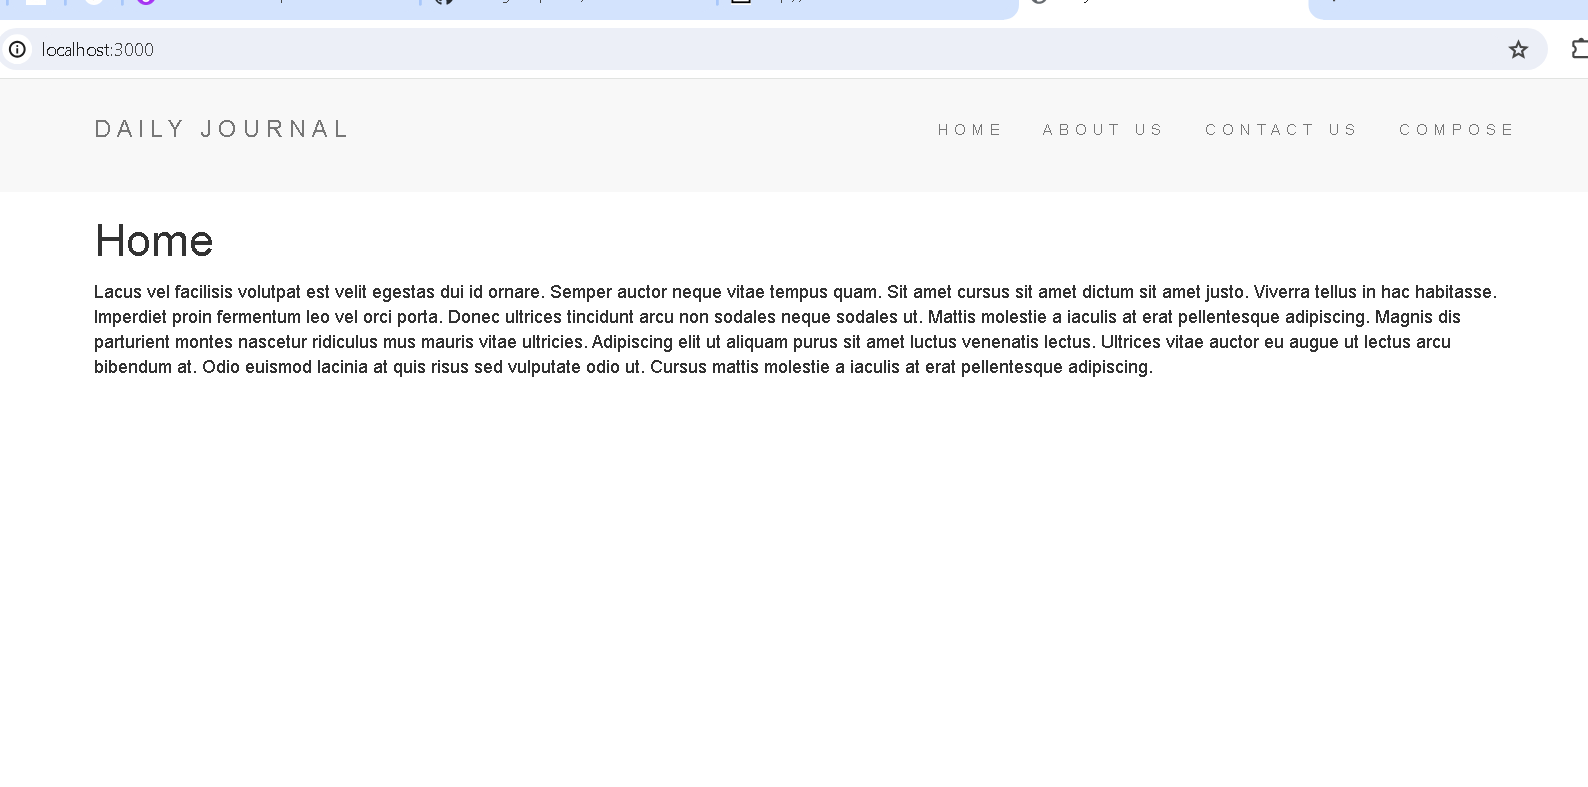 localhost:3000
DAILY JOURNAL
HOME ABOUT US CONTACT US COMPOSE
Home
Lacus vel facilisis volutpat est velit egestas dui id ornare. Semper auctor neque vitae tempus quam. Sit amet cursus sit amet dictum sit amet justo. Viverra tellus in hac habitasse.
Imperdiet proin fermentum leo vel orci porta. Donec ultrices tincidunt arcu non sodales neque sodales ut. Mattis molestie a iaculis at erat pellentesque adipiscing. Magnis dis
parturient montes nascetur ridiculus mus mauris vitae ultricies. Adipiscing elit ut aliquam purus sit amet luctus venenatis lectus. Ultrices vitae auctor eu augue ut lectus arcu
bibendum at. Odio euismod lacinia at quis risus sed vulputate odio ut. Cursus mattis molestie a iaculis at erat pellentesque adipiscing.